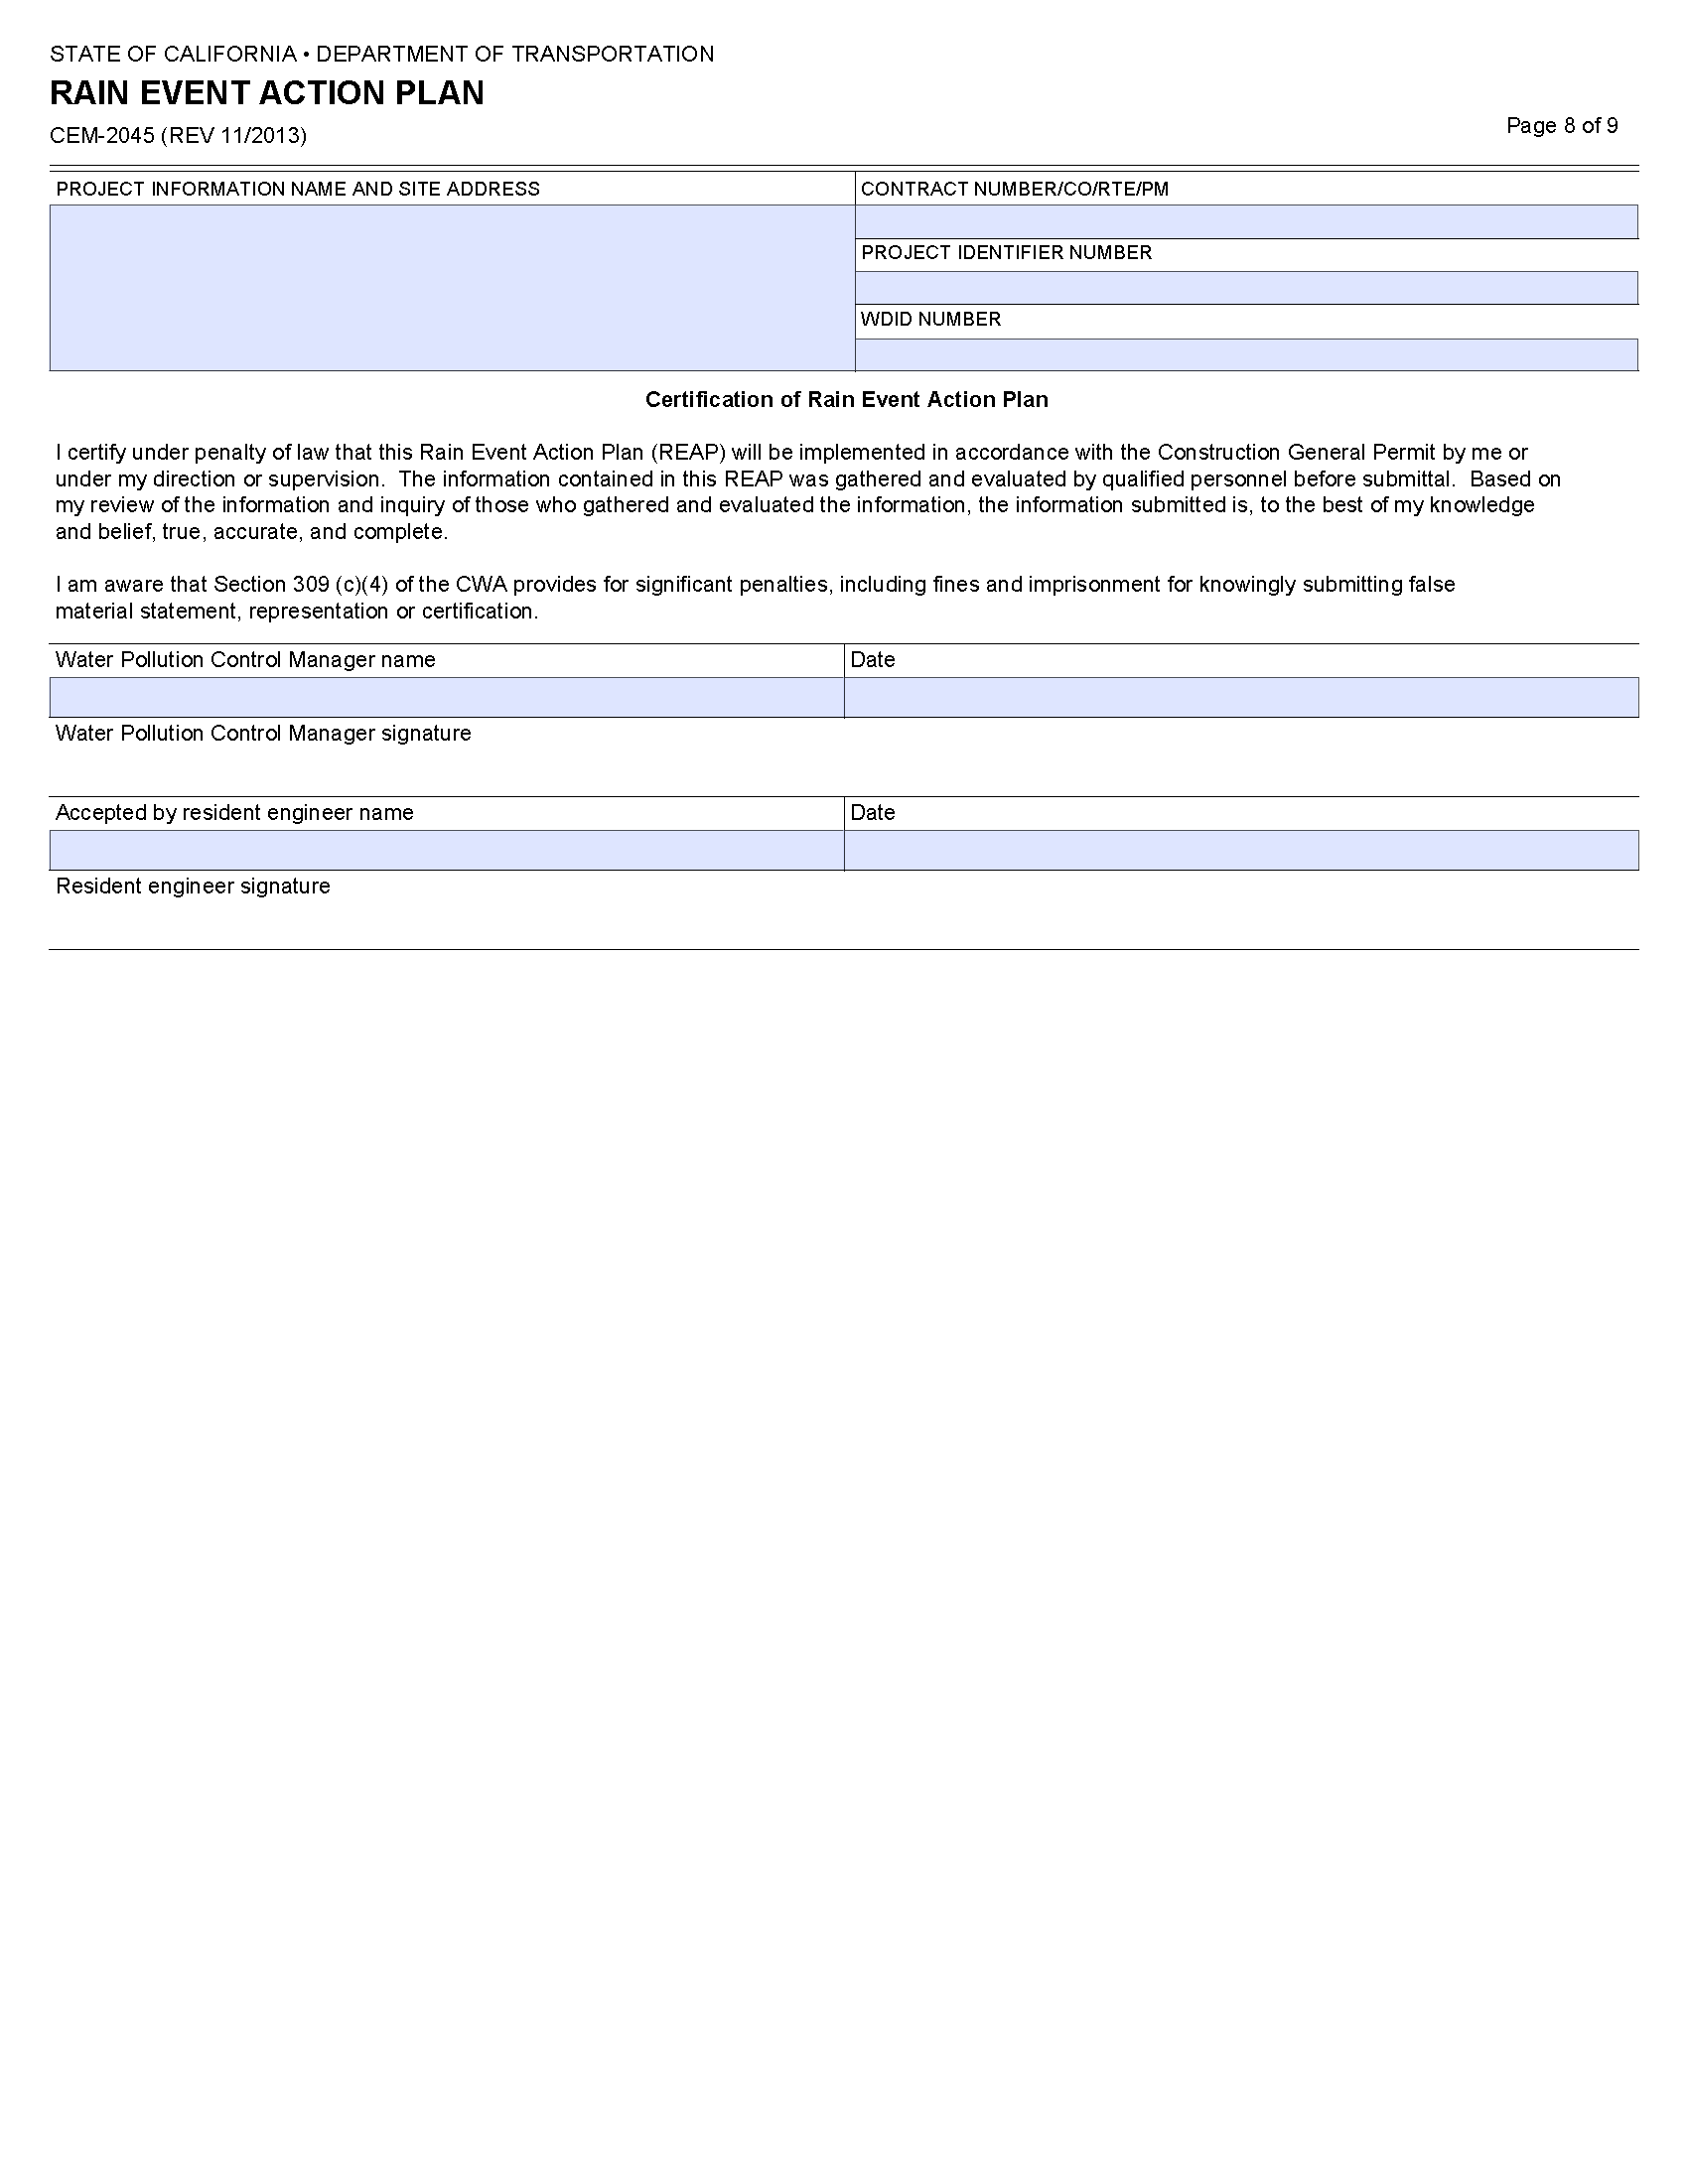 STATE OF CALIFORNIA • DEPARTMENT OF TRANSPORTATION
RAIN EVENT ACTION PLAN
CEM-2045 (REV 11/2013)
Page 8 of 9
PROJECT INFORMATION NAME AND SITE ADDRESS
CONTRACT NUMBER/CO/RTE/PM
PROJECT IDENTIFIER NUMBER
WDID NUMBER
Certification of Rain Event Action Plan
I certify under penalty of law that this Rain Event Action Plan (REAP) will be implemented in accordance with the Construction General Permit by me or
under my direction or supervision.  The information contained in this REAP was gathered and evaluated by qualified personnel before submittal.  Based on
my review of the information and inquiry of those who gathered and evaluated the information, the information submitted is, to the best of my knowledge
and belief, true, accurate, and complete.
I am aware that Section 309 (c)(4) of the CWA provides for significant penalties, including fines and imprisonment for knowingly submitting false
material statement, representation or certification.
Water Pollution Control Manager name
Date
Water Pollution Control Manager signature
Accepted by resident engineer name
Date
Resident engineer signature